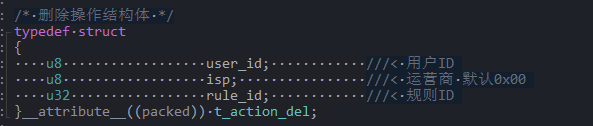 /* 删除操作结构体 */
typedef struct
{
    u8                  user_id;            ///< 用户ID
    u8                  isp;                ///< 运营商 默认0x00
    u32                 rule_id;            ///< 规则ID
}__attribute__((packed)) t_action_del;